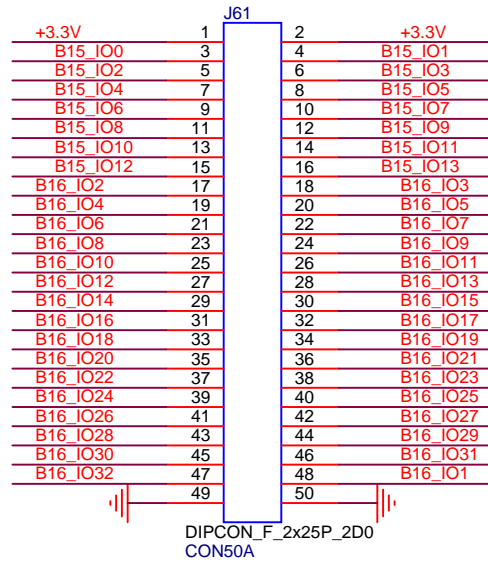 J61
+3.3V 1 2 +3.3V
B15_IO0 3 4 B15_IO1
B15_IO2 5 6 B15_IO3
B15_IO4 7 8 B15_IO5
B15_IO6 9 10 B15_IO7
B15_IO8 11 12 B15_IO9
B15_IO10 13 14 B15_IO11
B15_IO12 15 16 B15_IO13
B16_IO2 17 18 B16_IO3
B16_IO4 19 20 B16_IO5
B16_IO6 21 22 B16_IO7
B16_IO8 23 24 B16_IO9
B16_IO10 25 26 B16_IO11
B16_IO12 27 28 B16_IO13
B16_IO14 29 30 B16_IO15
B16_IO16 31 32 B16_IO17
B16_IO18 33 34 B16_IO19
B16_IO20 35 36 B16_IO21
B16_IO22 37 38 B16_IO23
B16_IO24 39 40 B16_IO25
B16_IO26 41 42 B16_IO27
B16_IO28 43 44 B16_IO29
B16_IO30 45 46 B16_IO31
B16_IO32 47 48 B16_IO1
49 50
DIPCON_F_2x25P_2D0
CON50A